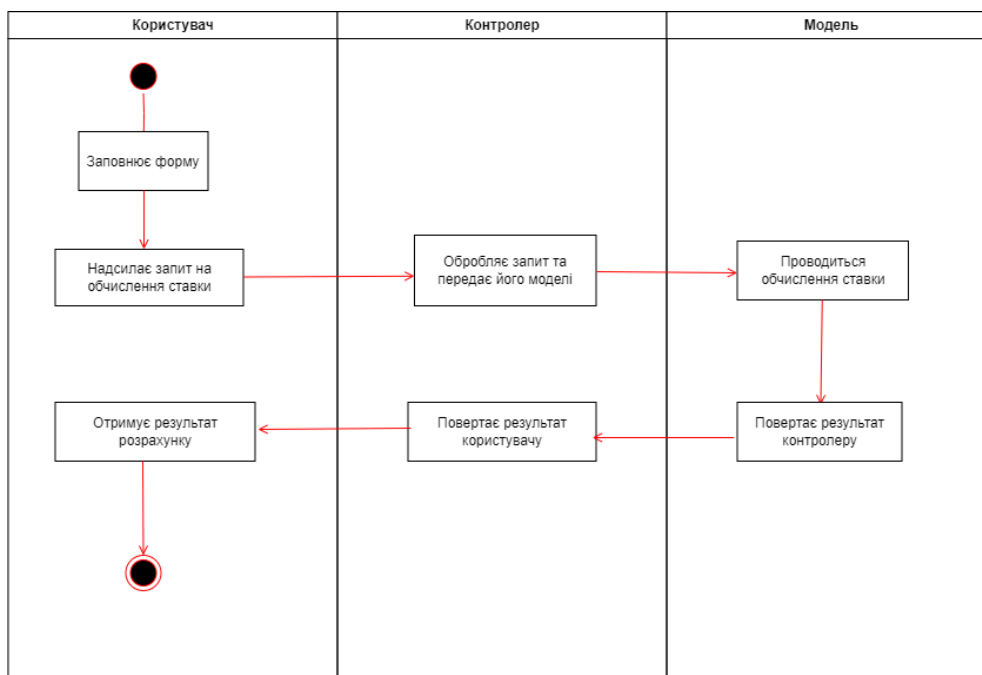 Користувач
Контролер
Модель
Заповнює форму
Надсилає запит на
обчислення ставки
Обробляє запит та
передає його моделі
Проводиться
обчислення ставки
Отримує результат
розрахунку
Повертає результат
користувачу
Повертає результат
контролеру